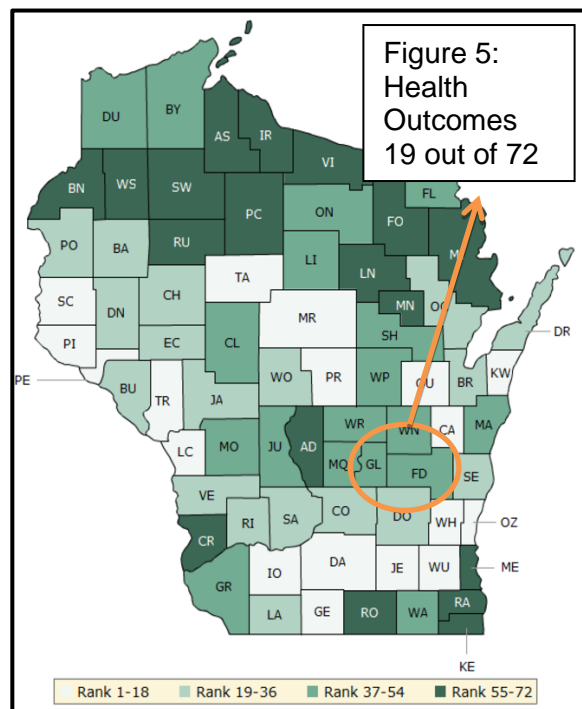 Figure 5:
Health
Outcomes
19 out of 72
DU
BY
AS
IR
VI
FL
BN
WS
SW
PC
ON
FO
M
PO
BA
RU
LI
LN
TA
MN
OC
SC
DN
CH
MR
SH
DR
PI
EC
CL
PE
BU
TR
JA
WO
PR
WP
OU
BR
KW
WR
WN
CA
MA
LC
MO
JU
AD
MQ
GL
FD
SE
VE
RI
SA
CO
DO
WH
OZ
CR
IO
DA
JE
WU
ME
GR
LA
GE
RO
WA
RA
KE
Rank 1-18 Rank 19-36 Rank 37-54 Rank 55-72